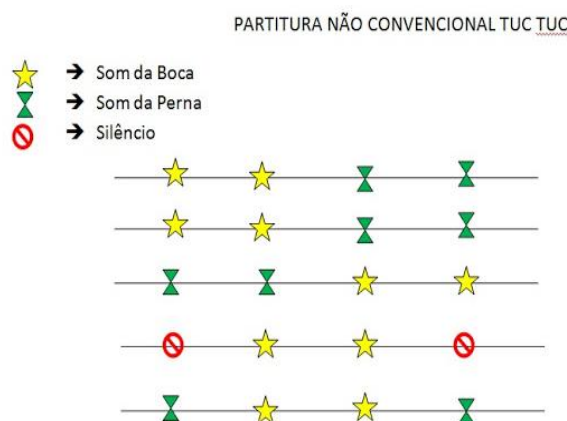 PARTITURA NÃO CONVENCIONAL TUC TUC
➔ Som da Boca
➔ Som da Perna
➔ Silêncio